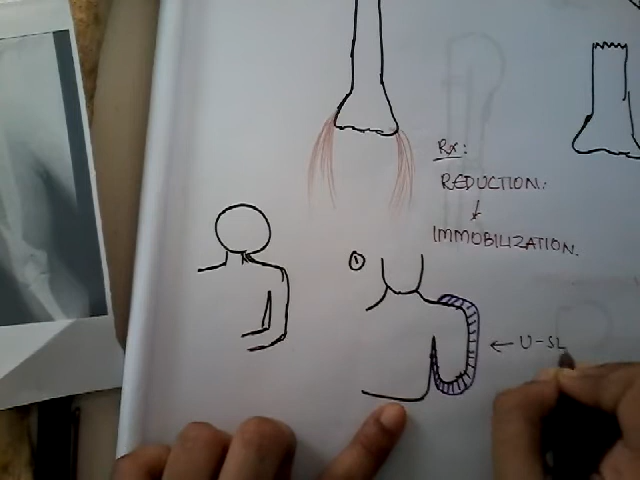 Rx:
REDUCTION.
IMMOBILIZATION.
①
U-SL